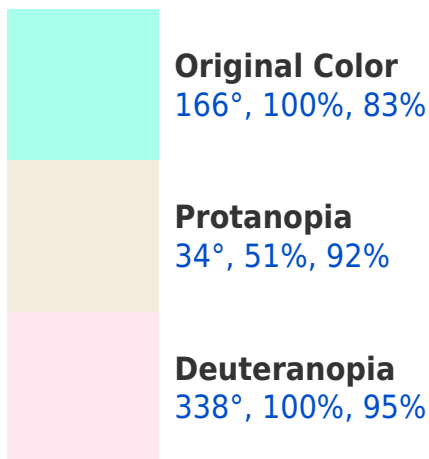 Original Color
166°, 100%, 83%
Protanopia
34°, 51%, 92%
Deuteranopia
338°, 100%, 95%